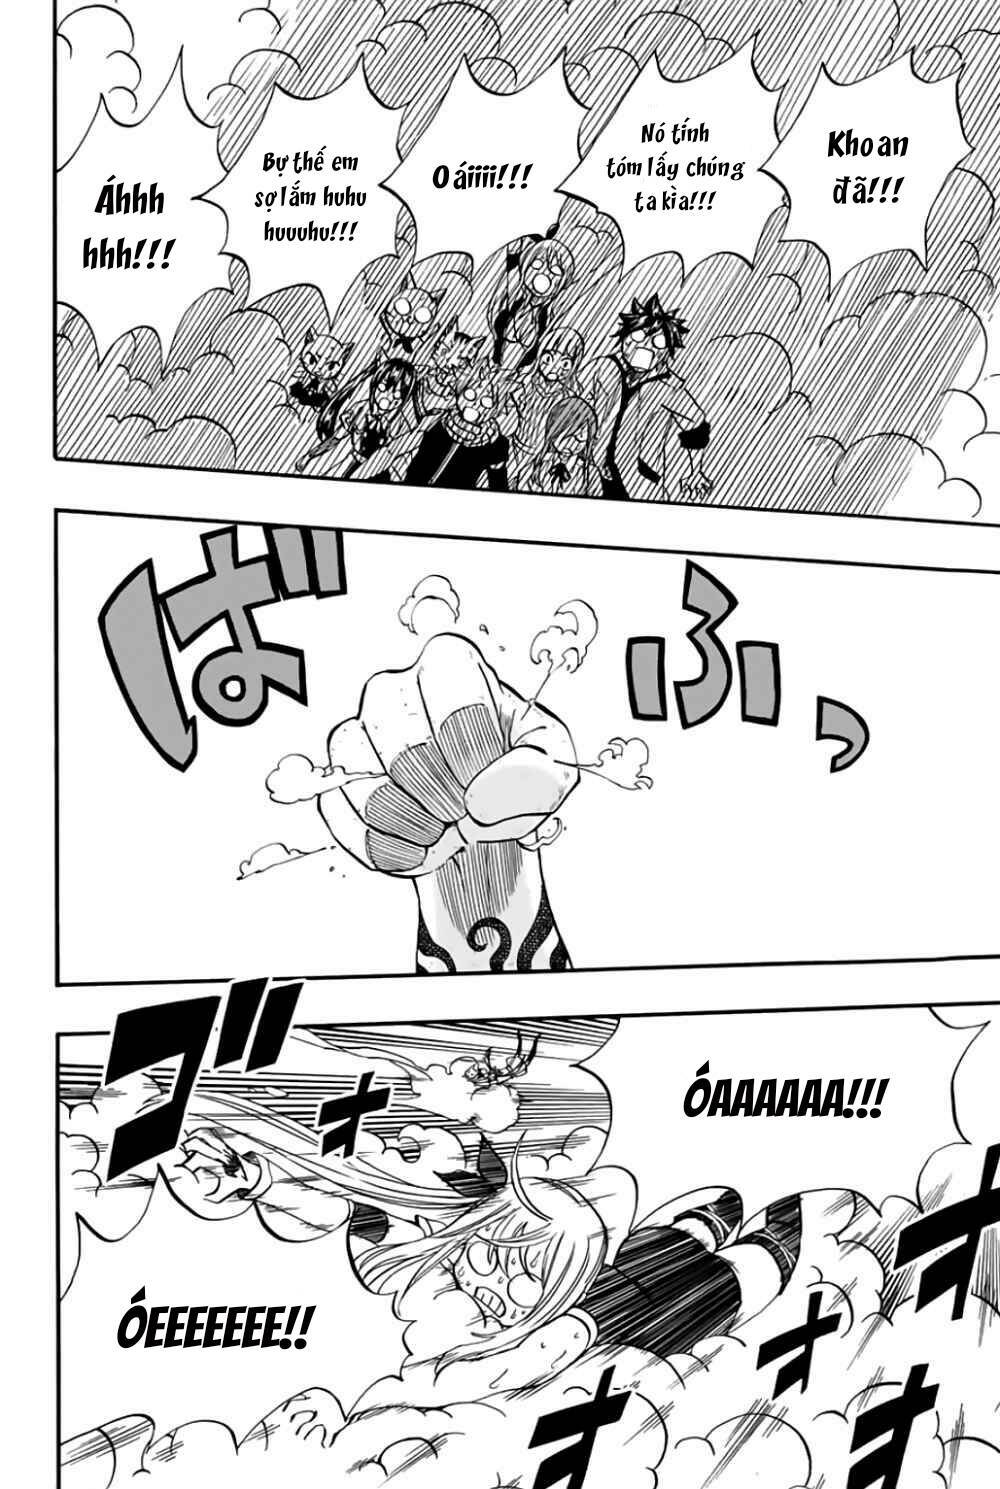 Khoan
đã!!!
Nó tính
tóm lấy chúng
ta kìa!!!
Oáiiii!!!
Bự thế em
sợ lắm huhu
huuuhu!!!
Áhhh
hhh!!!
ばふっ
ゴォォォォォ
ÓAAAAAA!!!
ÓEEEEEEE!!